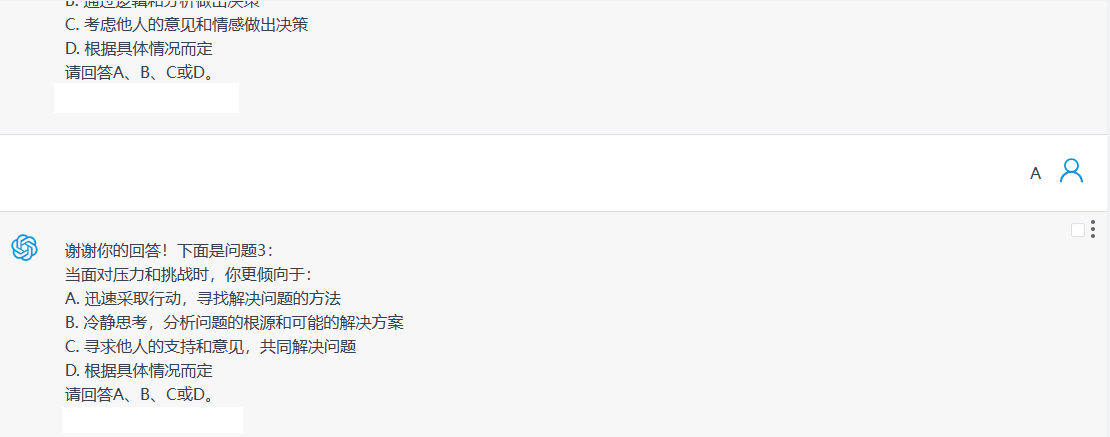 B. 通过逻辑和分析做出决策
C. 考虑他人的意见和情感做出决策
D. 根据具体情况而定
请回答A、B、C或D。
A
谢谢你的回答！下面是问题3：
当面对压力和挑战时，你更倾向于：
A. 迅速采取行动，寻找解决问题的方法
B. 冷静思考，分析问题的根源和可能的解决方案
C. 寻求他人的支持和意见，共同解决问题
D. 根据具体情况而定
请回答A、B、C或D。